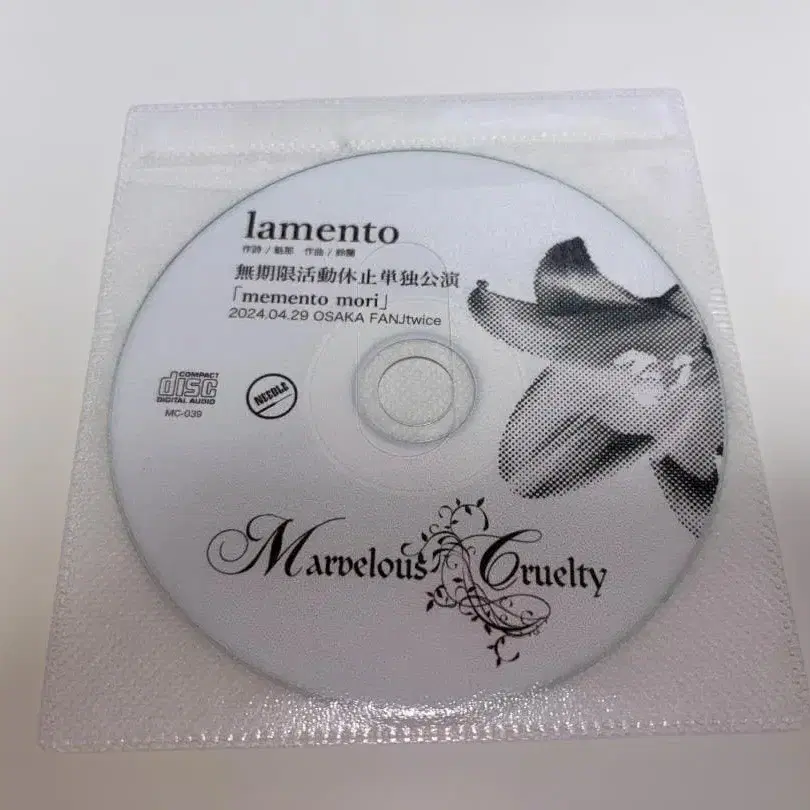 lamento
作詩 / 魁那 作曲 / 鈴蘭
無期限活動休止単独公演
「memento mori」
2024.04.29 OSAKA FANJtwice
COMPACT
disc
DIGITAL AUDIO
MC-039
NEEDLE
Marvelous Cruelty